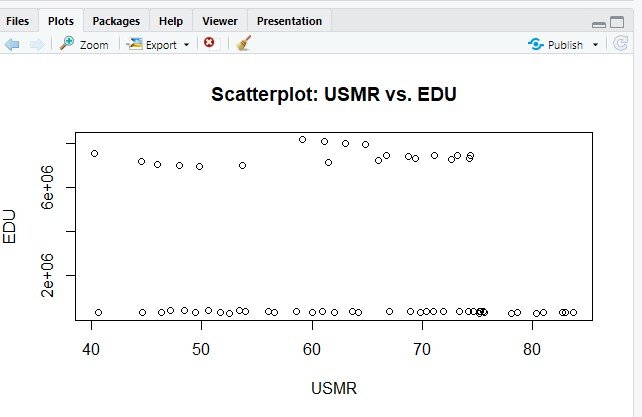 Files Plots Packages Help Viewer Presentation
Zoom Export Publish
Scatterplot: USMR vs. EDU
EDU
6e+06
2e+06
40 50 60 70 80
USMR